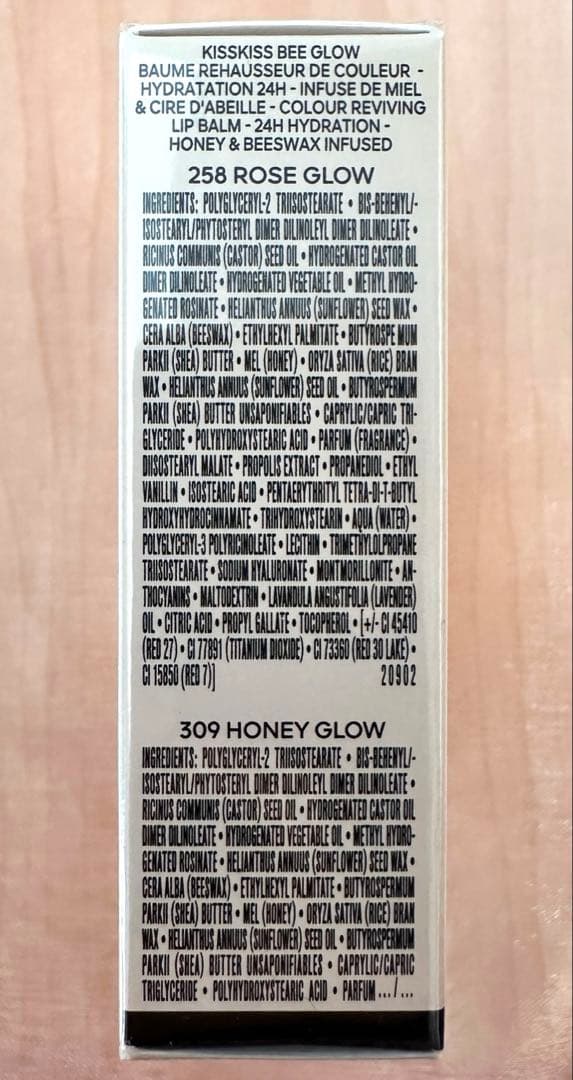 KISSKISS BEE GLOW
BAUME REHAUSSEUR DE COULEUR -
HYDRATATION 24H - INFUSE DE MIEL
& CIRE D'ABEILLE - COLOUR REVIVING
LIP BALM - 24H HYDRATION -
HONEY & BEESWAX INFUSED
258 ROSE GLOW
INGREDIENTS: POLYGLYCERYL-2 TRIISOSTEARATE • BIS-BEHENYL/-
ISOSTEARYL/PHYTOSTERYL DIMER DILINOLEYL DIMER DILINOLEATE •
RICINUS COMMUNIS (CASTOR) SEED OIL • HYDROGENATED CASTOR OIL
DIMER DILINOLEATE • HYDROGENATED VEGETABLE OIL • METHYL HYDRO-
GENATED ROSINATE • HELIANTHUS ANNUUS (SUNFLOWER) SEED WAX •
CERA ALBA (BEESWAX) • ETHYLHEXYL PALMITATE • BUTYROSPE MUM
PARKII (SHEA) BUTTER • MEL (HONEY) • ORYZA SATIVA (RICE) BRAN
WAX • HELIANTHUS ANNUUS (SUNFLOWER) SEED OIL • BUTYROSPERMUM
PARKII (SHEA) BUTTER UNSAPONIFIABLES • CAPRYLIC/CAPRIC TRI-
GLYCERIDE • POLYHYDROXYSTEARIC ACID • PARFUM (FRAGRANCE) •
DIISOSTEARYL MALATE • PROPOLIS EXTRACT • PROPANEDIOL • ETHYL
VANILLIN • ISOSTEARIC ACID • PENTAERYTHRITYL TETRA-DI-T-BUTYL
HYDROXYHYDROCINNAMATE • TRIHYDROXYSTEARIN • AQUA (WATER) •
POLYGLYCERYL-3 POLYRICINOLEATE • LECITHIN • TRIMETHYLOLPROPANE
TRIISOSTEARATE • SODIUM HYALURONATE • MONTMORILLONITE • AN-
THOCYANINS • MALTODEXTRIN • LAVANDULA ANGUSTIFOLIA (LAVENDER)
OIL • CITRIC ACID • PROPYL GALLATE • TOCOPHEROL • [+/- CI 45410
(RED 27) • CI 77891 (TITANIUM DIOXIDE) • CI 73360 (RED 30 LAKE) •
CI 15850 (RED 7)] 20902
309 HONEY GLOW
INGREDIENTS: POLYGLYCERYL-2 TRIISOSTEARATE • BIS-BEHENYL/-
ISOSTEARYL/PHYTOSTERYL DIMER DILINOLEYL DIMER DILINOLEATE •
RICINUS COMMUNIS (CASTOR) SEED OIL • HYDROGENATED CASTOR OIL
DIMER DILINOLEATE • HYDROGENATED VEGETABLE OIL • METHYL HYDRO-
GENATED ROSINATE • HELIANTHUS ANNUUS (SUNFLOWER) SEED WAX •
CERA ALBA (BEESWAX) • ETHYLHEXYL PALMITATE • BUTYROSPERMUM
PARKII (SHEA) BUTTER • MEL (HONEY) • ORYZA SATIVA (RICE) BRAN
WAX • HELIANTHUS ANNUUS (SUNFLOWER) SEED OIL • BUTYROSPERMUM
PARKII (SHEA) BUTTER UNSAPONIFIABLES • CAPRYLIC/CAPRIC
TRIGLYCERIDE • POLYHYDROXYSTEARIC ACID • PARFUM .../...